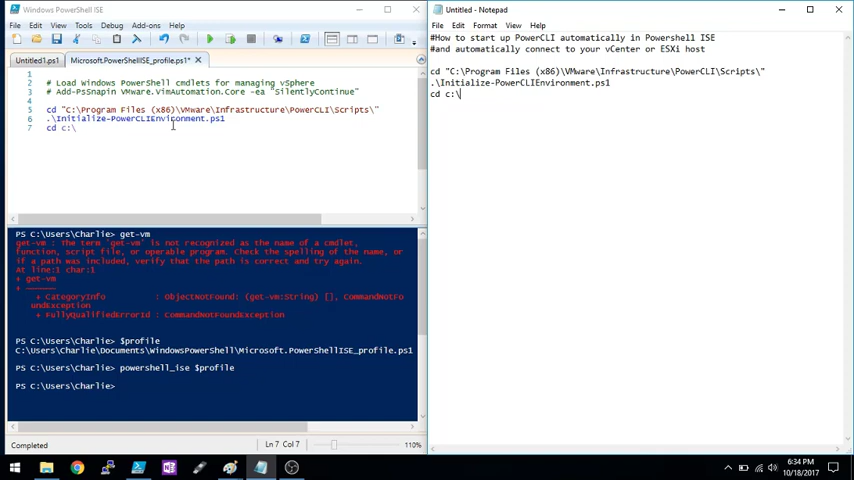 Windows PowerShell ISE
File Edit View Tools Debug Add-ons Help
Untitled1.ps1 Microsoft.PowerShellISE_profile.ps1*
1
2 # Load Windows PowerShell cmdlets for managing vSphere
3 # Add-PsSnapin VMware.VimAutomation.Core -ea "SilentlyContinue"
4
5 cd "C:\Program Files (x86)\VMware\Infrastructure\PowerCLI\Scripts\"
6 .\Initialize-PowerCLIEnvironment.ps1
7 cd c:\
PS C:\Users\Charlie> get-vm
get-vm : The term 'get-vm' is not recognized as the name of a cmdlet,
function, script file, or operable program. Check the spelling of the name, or
if a path was included, verify that the path is correct and try again.
At line:1 char:1
+ get-vm
+ ~~~~~~
+ CategoryInfo : ObjectNotFound: (get-vm:String) [], CommandNotFo
undException
+ FullyQualifiedErrorId : CommandNotFoundException
PS C:\Users\Charlie> $profile
C:\Users\Charlie\Documents\WindowsPowerShell\Microsoft.PowerShellISE_profile.ps1
PS C:\Users\Charlie> powershell_ise $profile
PS C:\Users\Charlie>
Completed Ln 7 Col 7 110%
Untitled - Notepad
File Edit Format View Help
#How to start up PowerCLI automatically in Powershell ISE
#and automatically connect to your vCenter or ESXi host
cd "C:\Program Files (x86)\VMware\Infrastructure\PowerCLI\Scripts\"
.\Initialize-PowerCLIEnvironment.ps1
cd c:\
6:34 PM
10/18/2017